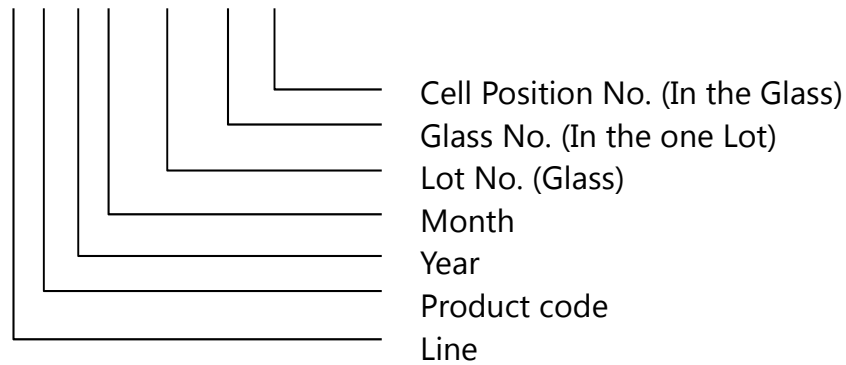 Cell Position No. (In the Glass)
Glass No. (In the one Lot)
Lot No. (Glass)
Month
Year
Product code
Line